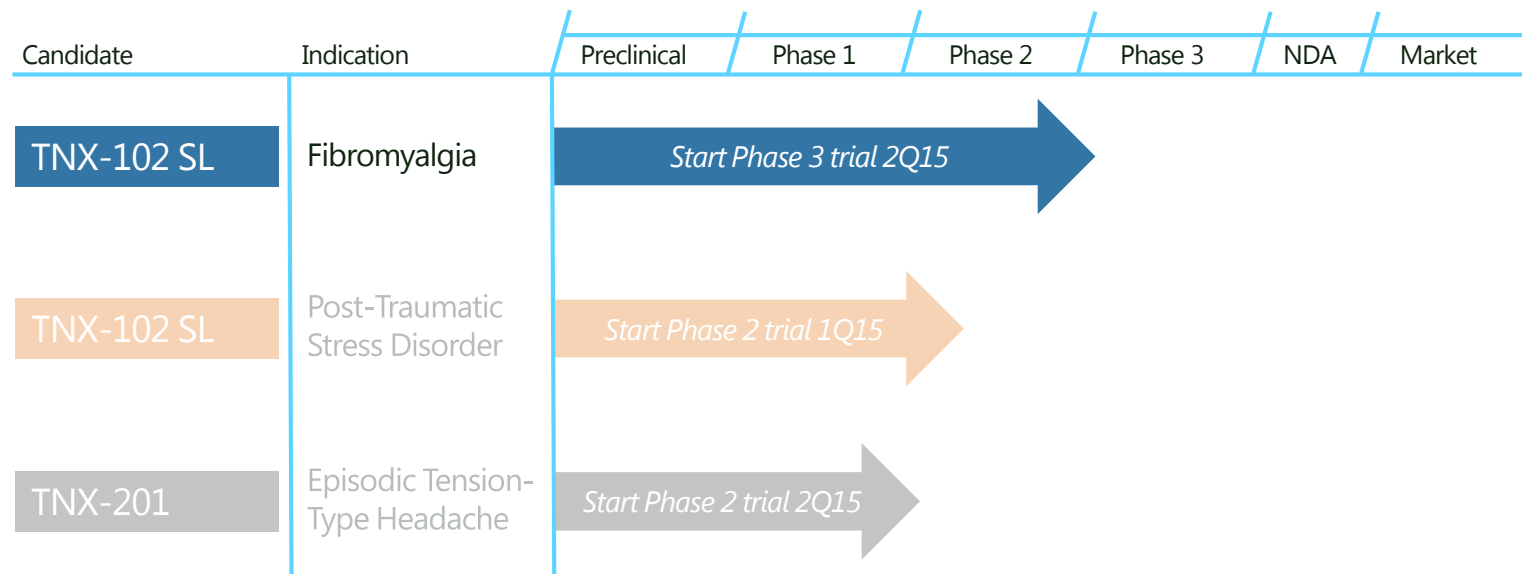 Candidate Indication Preclinical Phase 1 Phase 2 Phase 3 NDA Market
TNX-102 SL Fibromyalgia Start Phase 3 trial 2Q15
TNX-102 SL Post-Traumatic
Stress Disorder Start Phase 2 trial 1Q15
TNX-201 Episodic Tension-
Type Headache Start Phase 2 trial 2Q15